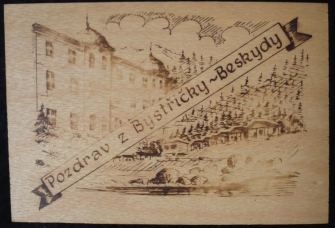 Pozdrav z Bystřičky ~ Beskydy